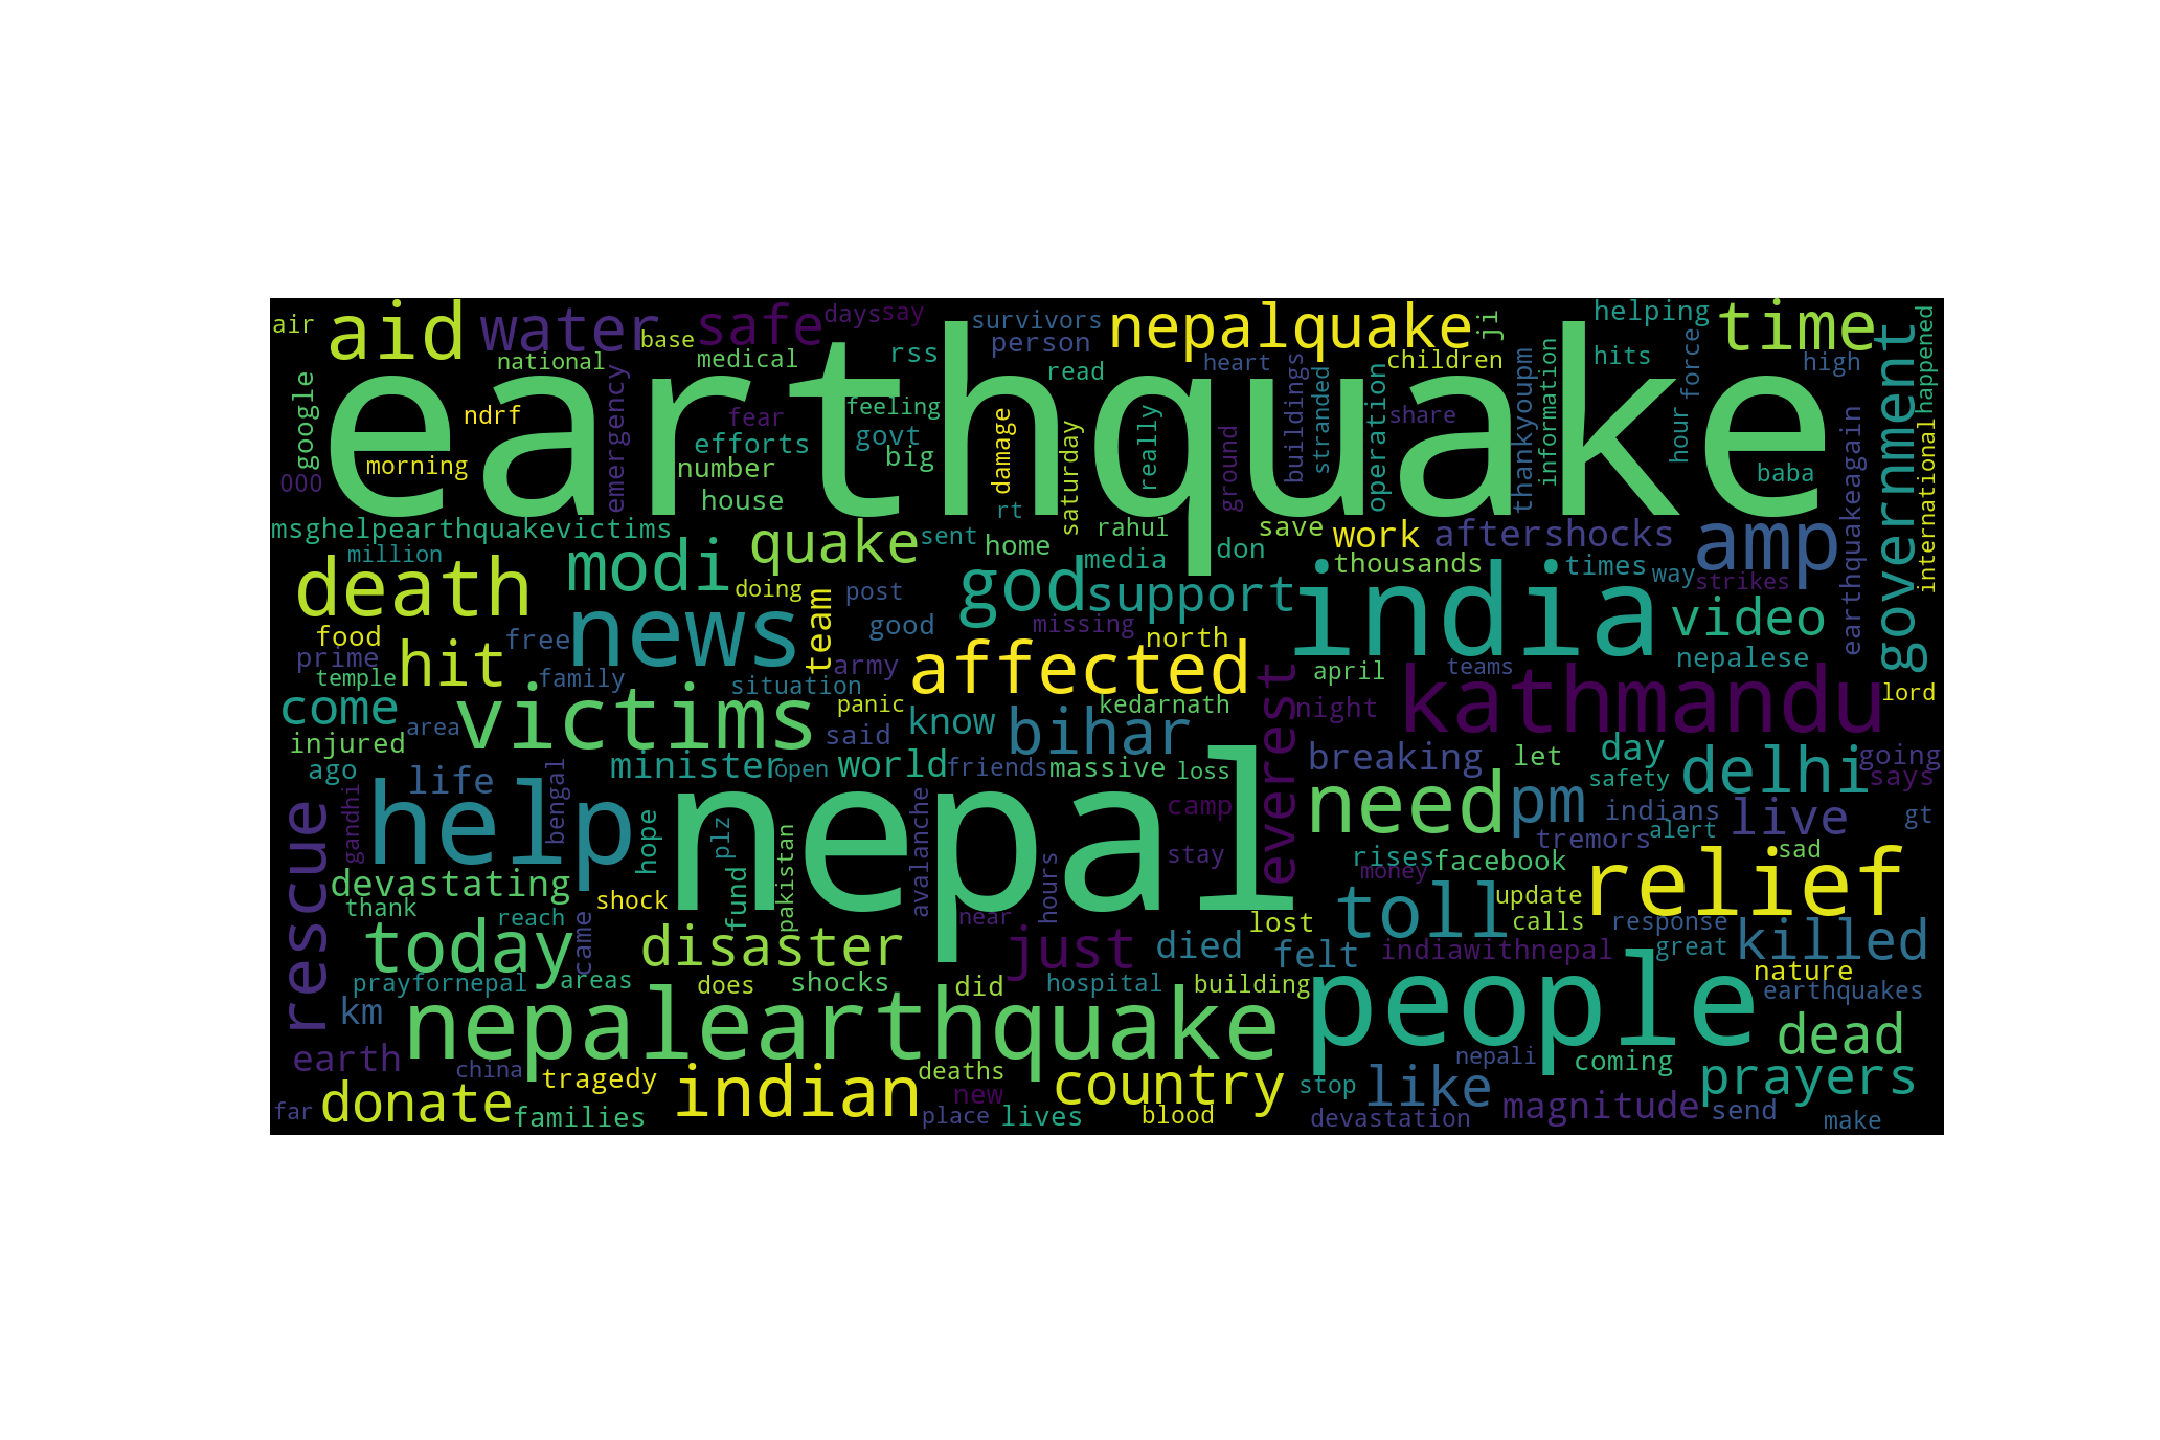 air
aid
water
safe
days
say
survivors
nepalquake
ji
helping
time
happened
base
national
medical
rss
person
read
heart
children
hits
high
force
information
thankyoupm
government
international
google
ndrf
emergency
earthquake
fear
feeling
efforts
govt
damage
saturday
really
ground
buildings
stranded
operation
share
hour
earthquakeagain
morning
number
big
baba
000
house
rt
msghelpearthquakevictims
quake
sent
home
rahul
save
work
aftershocks
amp
million
modi
media
don
thousands
times
way
strikes
death
doing
team
post
god
support
india
video
food
free
news
good
missing
north
prime
hit
army
affected
nepalese
temple
family
situation
april
teams
kathmandu
lord
come
area
victims
panic
kedarnath
everest
night
injured
said
know
bihar
breaking
let
day
going
ago
life
minister
open
world
friends
massive
loss
safety
delhi
says
rescue
gandhi
help
bengal
hope
nepal
plz
pakistan
avalanche
camp
need
pm
indians
live
gt
tremors
alert
stay
rises
facebook
sad
devastating
shock
fund
hours
money
update
relief
thank
reach
came
near
lost
toll
calls
response
today
disaster
just
died
felt
indiawithnepal
great
killed
prayfornepal
areas
does
shocks
did
hospital
building
people
nature
earthquakes
km
nepalearthquake
dead
earth
china
tragedy
indian
deaths
country
nepali
coming
stop
like
prayers
far
donate
families
new
place
lives
blood
devastation
magnitude
send
make